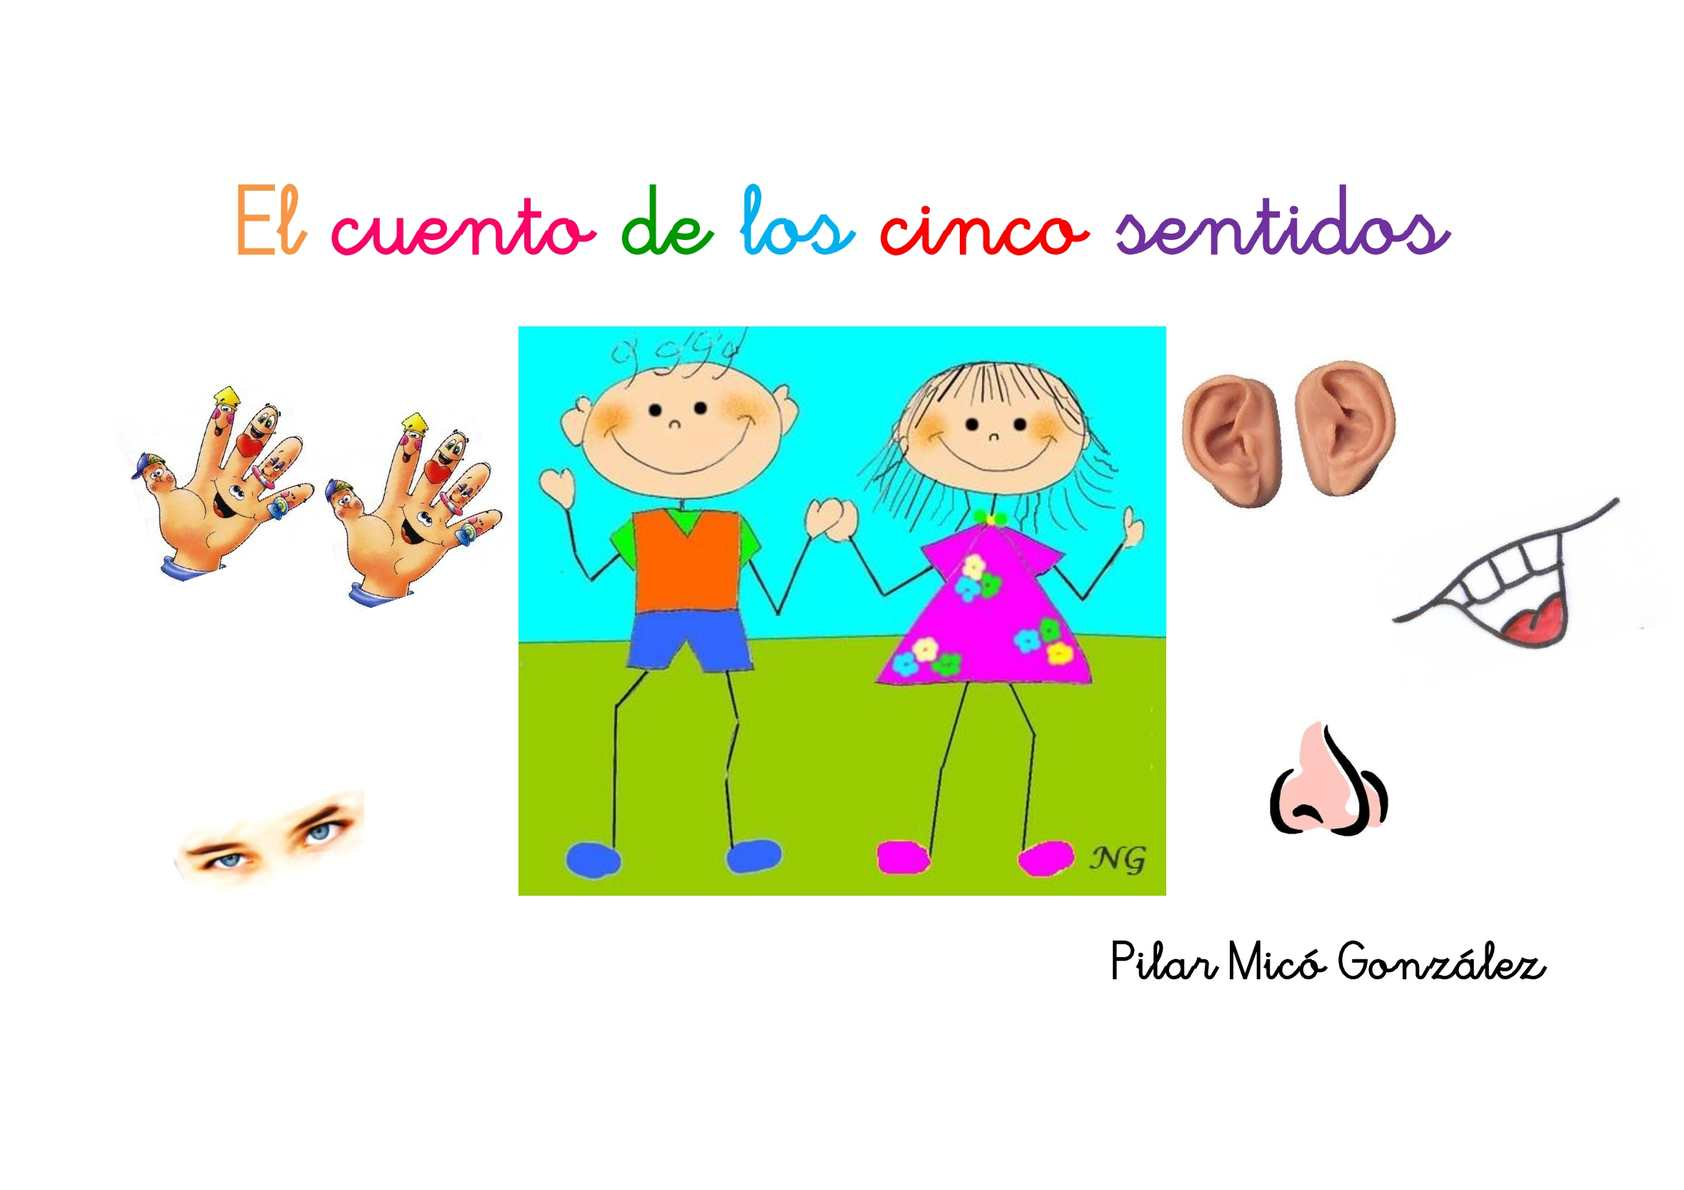 El cuento de los cinco sentidos
NG
Pilar Micó González